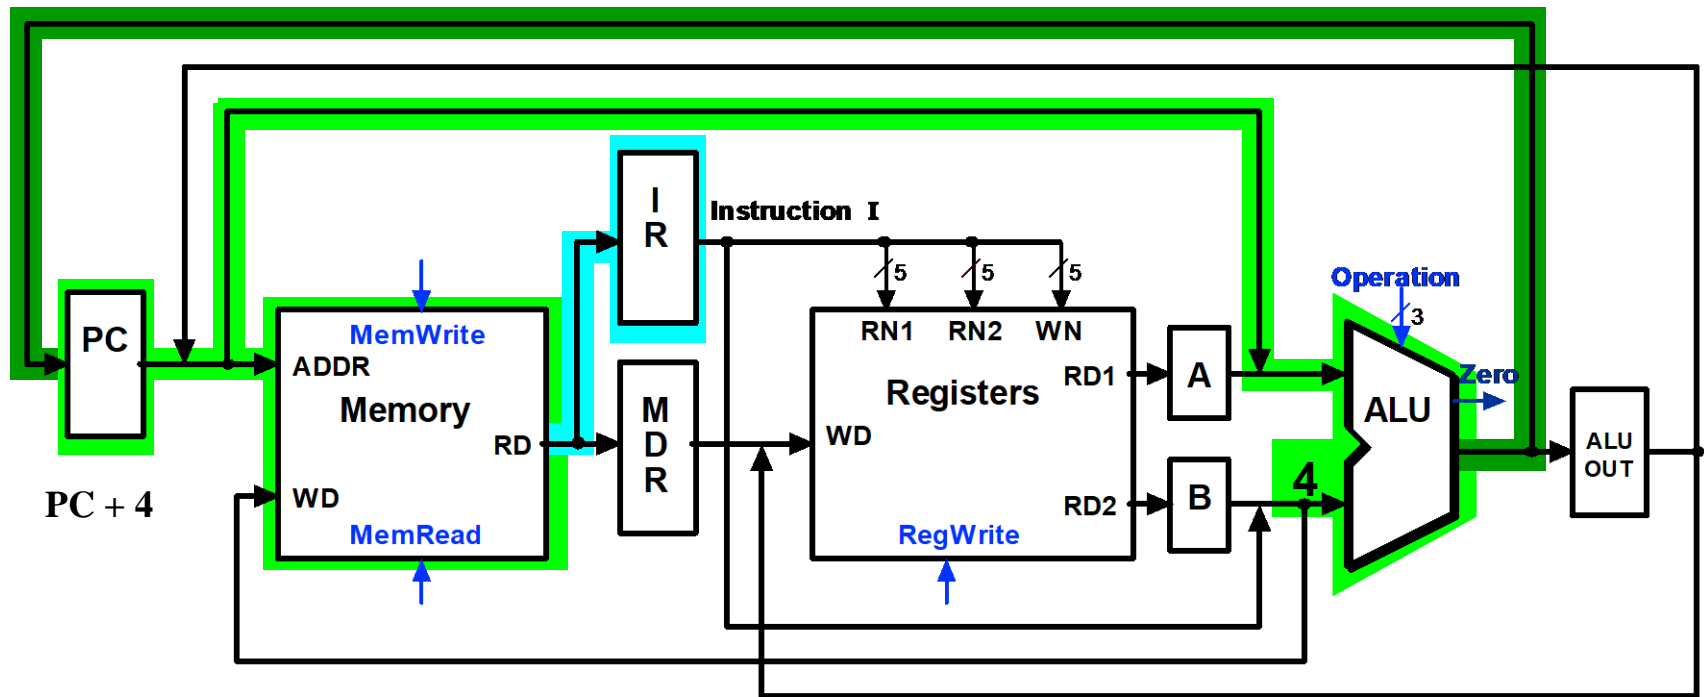 I
R
Instruction I
5
5
5
Operation
3
PC
MemWrite
RN1
RN2
WN
ADDR
Memory
RD
WD
MemRead
PC + 4
M
D
R
Registers
RD1
WD
RD2
RegWrite
A
B
4
ALU
Zero
ALU
OUT